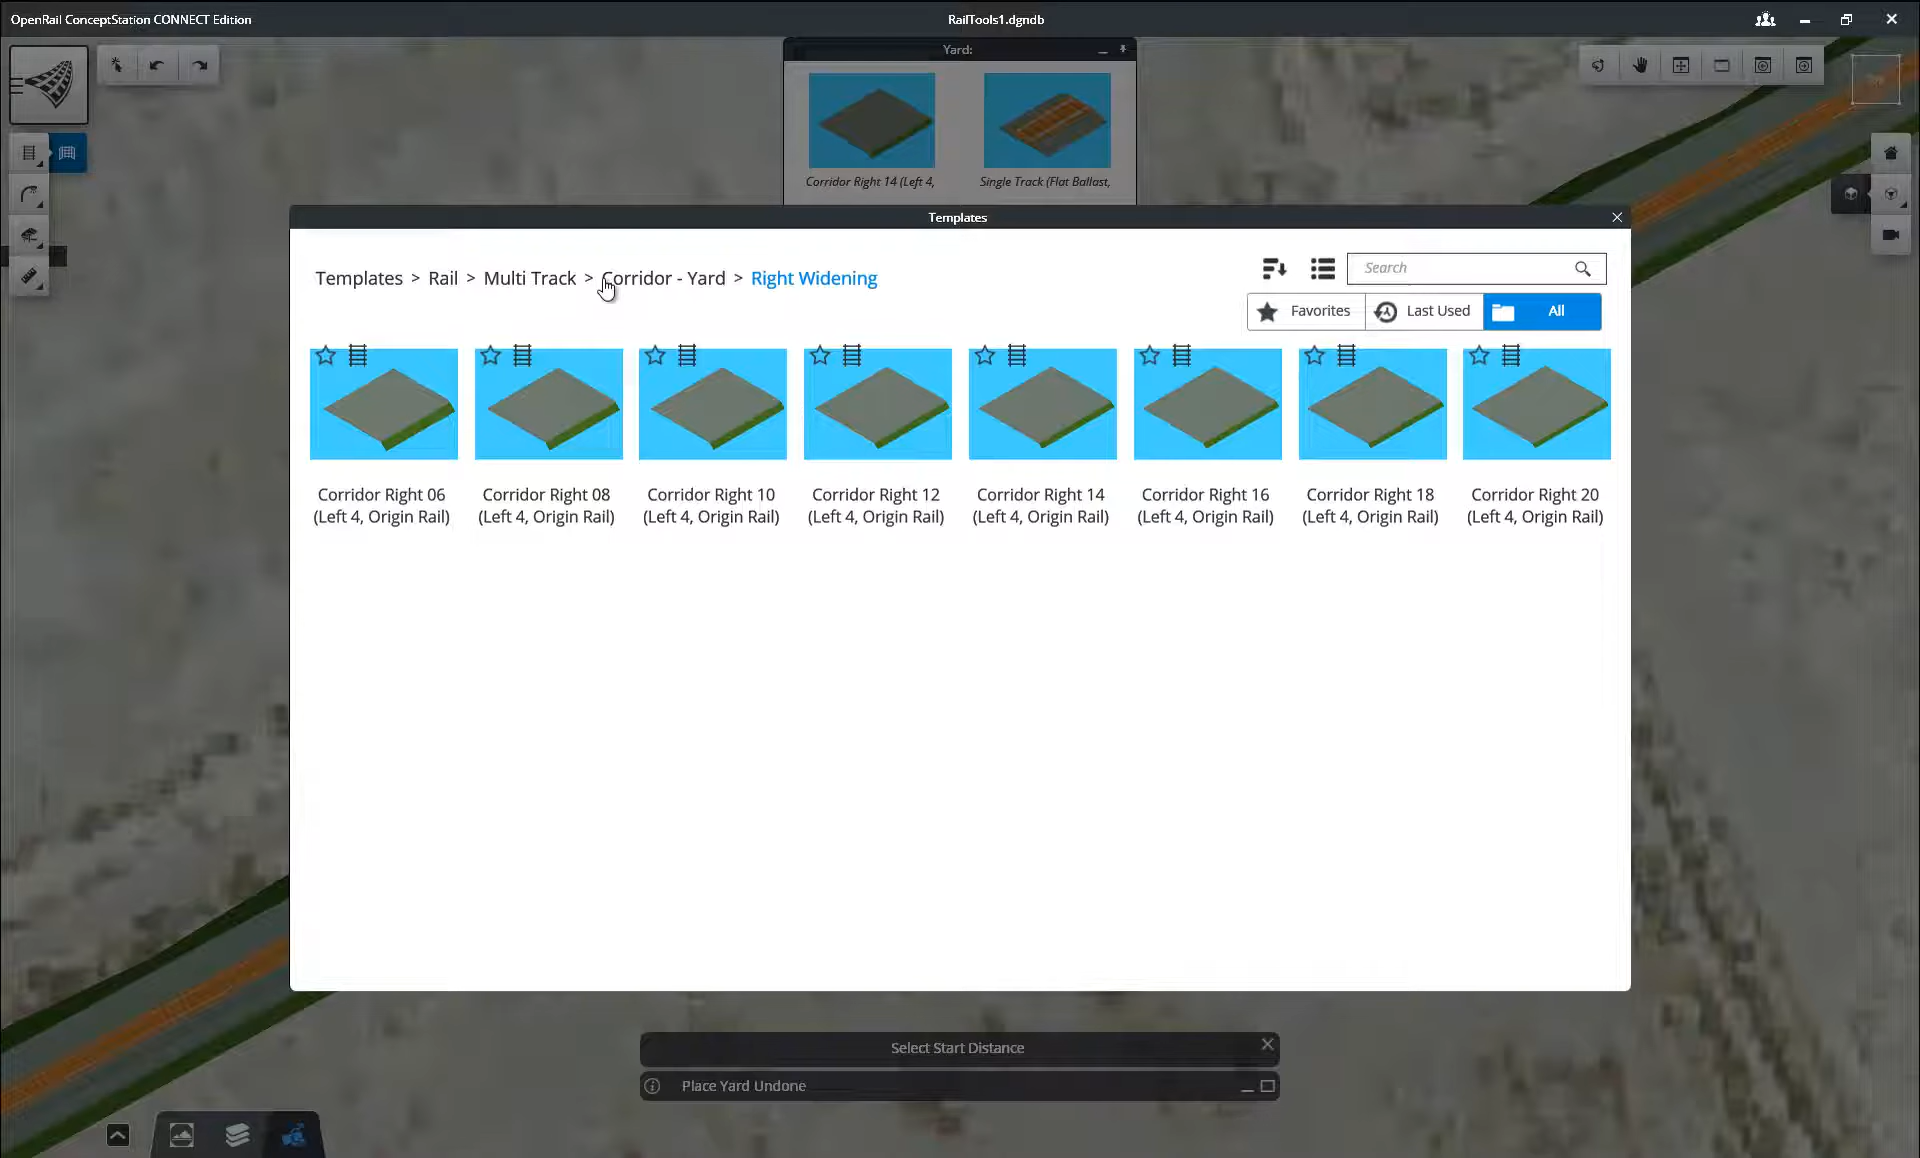 OpenRail ConceptStation CONNECT Edition
RailTools1.dgndb
Yard:
Corridor Right 14 (Left 4,
Single Track (Flat Ballast,
Templates
Templates > Rail > Multi Track > Corridor - Yard > Right Widening
Search
Favorites
Last Used
All
Corridor Right 06
(Left 4, Origin Rail)
Corridor Right 08
(Left 4, Origin Rail)
Corridor Right 10
(Left 4, Origin Rail)
Corridor Right 12
(Left 4, Origin Rail)
Corridor Right 14
(Left 4, Origin Rail)
Corridor Right 16
(Left 4, Origin Rail)
Corridor Right 18
(Left 4, Origin Rail)
Corridor Right 20
(Left 4, Origin Rail)
Select Start Distance
Place Yard Undone